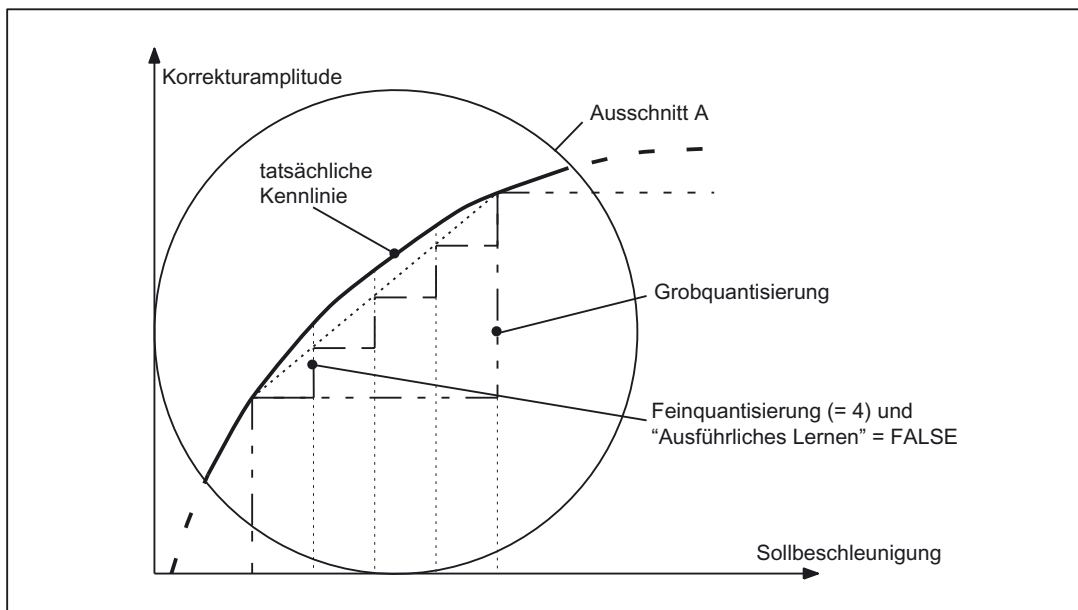 Korrekturamplitude
Ausschnitt A
tatsächliche
Kennlinie
Grobquantisierung
Feinquantisierung (= 4) und
“Ausführliches Lernen” = FALSE
Sollbeschleunigung